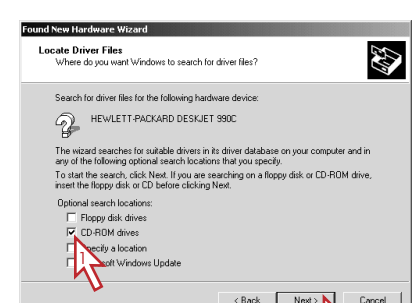 Found New Hardware Wizard
Locate Driver Files
Where do you want Windows to search for driver files?
Search for driver files for the following hardware device:
HEWLETT-PACKARD DESKJET 990C
The wizard searches for suitable drivers in its driver database on your computer and in
any of the following optional search locations that you specify.
To start the search, click Next. If you are searching on a floppy disk or CD-ROM drive,
insert the floppy disk or CD before clicking Next.
Optional search locations:
Floppy disk drives
CD-ROM drives
pecify a location
1
soft Windows Update
< Back Next > Cancel